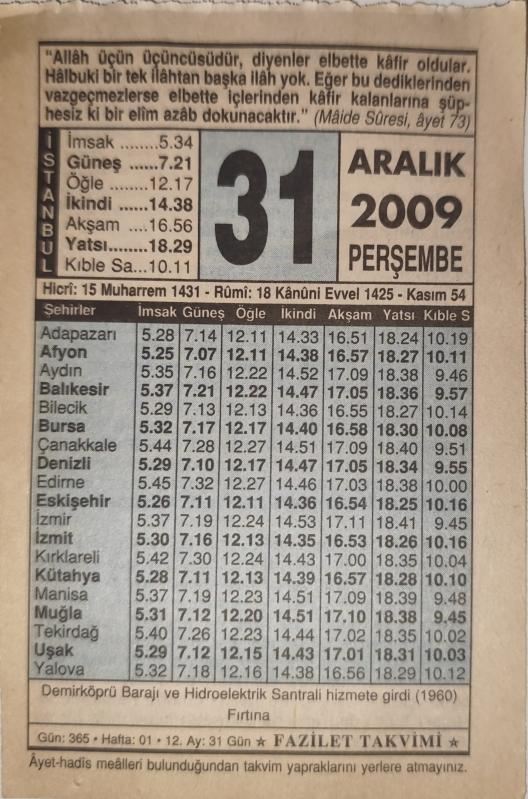 “Allâh üçün üçüncüsüdür, diyenler elbette kâfir oldular.
Hâlbuki bir tek ilâhtan başka ilâh yok. Eğer bu dediklerinden
vazgeçmezlerse elbette içlerinden kâfir kalanlarına şüp-
hesiz ki bir elîm azâb dokunacaktır.” (Mâide Sûresi, âyet 73)
İSTANBUL
İmsak ........5.34
Güneş ......7.21
Öğle ........12.17
İkindi ......14.38
Akşam ....16.56
Yatsı........18.29
Kıble Sa...10.11
31
ARALIK
2009
PERŞEMBE
Hicrî: 15 Muharrem 1431 - Rûmî: 18 Kânûni Evvel 1425 - Kasım 54
Şehirler İmsak Güneş Öğle İkindi Akşam Yatsı Kıble S
Adapazarı 5.28 7.14 12.11 14.33 16.51 18.24 10.19
Afyon 5.25 7.07 12.11 14.38 16.57 18.27 10.11
Aydın 5.35 7.16 12.22 14.52 17.09 18.38 9.46
Balıkesir 5.37 7.21 12.22 14.47 17.05 18.36 9.57
Bilecik 5.29 7.13 12.13 14.36 16.55 18.27 10.14
Bursa 5.32 7.17 12.17 14.40 16.58 18.30 10.08
Çanakkale 5.44 7.28 12.27 14.51 17.09 18.40 9.51
Denizli 5.29 7.10 12.17 14.47 17.05 18.34 9.55
Edirne 5.45 7.32 12.27 14.46 17.03 18.38 10.00
Eskişehir 5.26 7.11 12.11 14.36 16.54 18.25 10.16
İzmir 5.37 7.19 12.24 14.53 17.11 18.41 9.45
İzmit 5.30 7.16 12.13 14.35 16.53 18.26 10.16
Kırklareli 5.42 7.30 12.24 14.43 17.00 18.35 10.04
Kütahya 5.28 7.11 12.13 14.39 16.57 18.28 10.10
Manisa 5.37 7.19 12.23 14.51 17.09 18.39 9.48
Muğla 5.31 7.12 12.20 14.51 17.10 18.38 9.45
Tekirdağ 5.40 7.26 12.23 14.44 17.02 18.35 10.02
Uşak 5.29 7.12 12.15 14.43 17.01 18.31 10.03
Yalova 5.32 7.18 12.16 14.38 16.56 18.29 10.12
Demirköprü Barajı ve Hidroelektrik Santrali hizmete girdi (1960)
Fırtına
Gün: 365 • Hafta: 01 • 12. Ay: 31 Gün ★ FAZİLET TAKVİMİ ★
Âyet-hadîs meâlleri bulunduğundan takvim yapraklarını yerlere atmayınız.